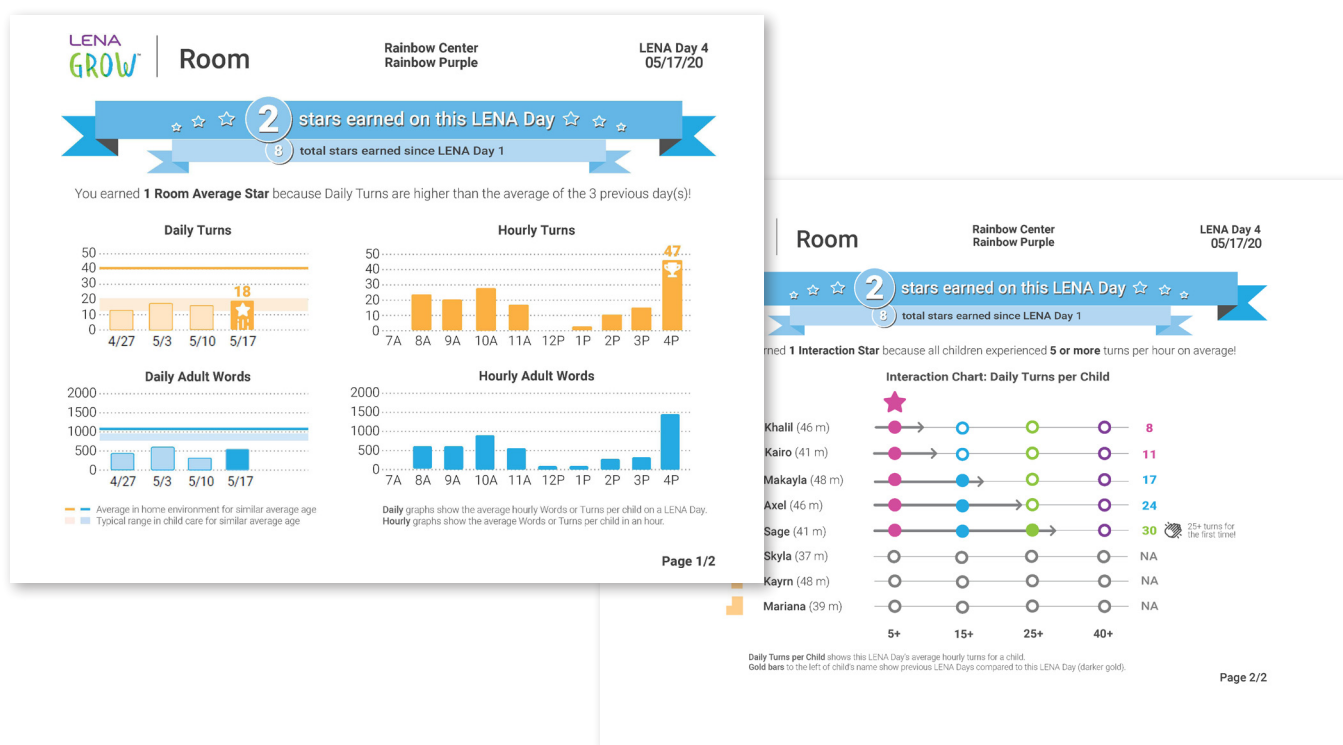 LENA
GROW™
Room
Rainbow Center
Rainbow Purple
LENA Day 4
05/17/20
2 stars earned on this LENA Day
8 total stars earned since LENA Day 1
You earned 1 Room Average Star because Daily Turns are higher than the average of the 3 previous day(s)!
Daily Turns
50
40
30
20
10
0
18
4/27 5/3 5/10 5/17
Hourly Turns
50
40
30
20
10
0
47
7A 8A 9A 10A 11A 12P 1P 2P 3P 4P
Daily Adult Words
2000
1500
1000
500
0
4/27 5/3 5/10 5/17
Hourly Adult Words
2000
1500
1000
500
0
7A 8A 9A 10A 11A 12P 1P 2P 3P 4P
Average in home environment for similar average age
Typical range in child care for similar average age
Daily graphs show the average hourly Words or Turns per child on a LENA Day.
Hourly graphs show the average Words or Turns per child in an hour.
Page 1/2
Room
Rainbow Center
Rainbow Purple
LENA Day 4
05/17/20
2 stars earned on this LENA Day
8 total stars earned since LENA Day 1
rned 1 Interaction Star because all children experienced 5 or more turns per hour on average!
Interaction Chart: Daily Turns per Child
Khalil (46 m) 8
Kairo (41 m) 11
Makayla (48 m) 17
Axel (46 m) 24
Sage (41 m) 30 25+ turns for
the first time!
Skyla (37 m) NA
Kayrn (48 m) NA
Mariana (39 m) NA
5+ 15+ 25+ 40+
Daily Turns per Child shows this LENA Day's average hourly turns for a child.
Gold bars to the left of child's name show previous LENA Days compared to this LENA Day (darker gold).
Page 2/2